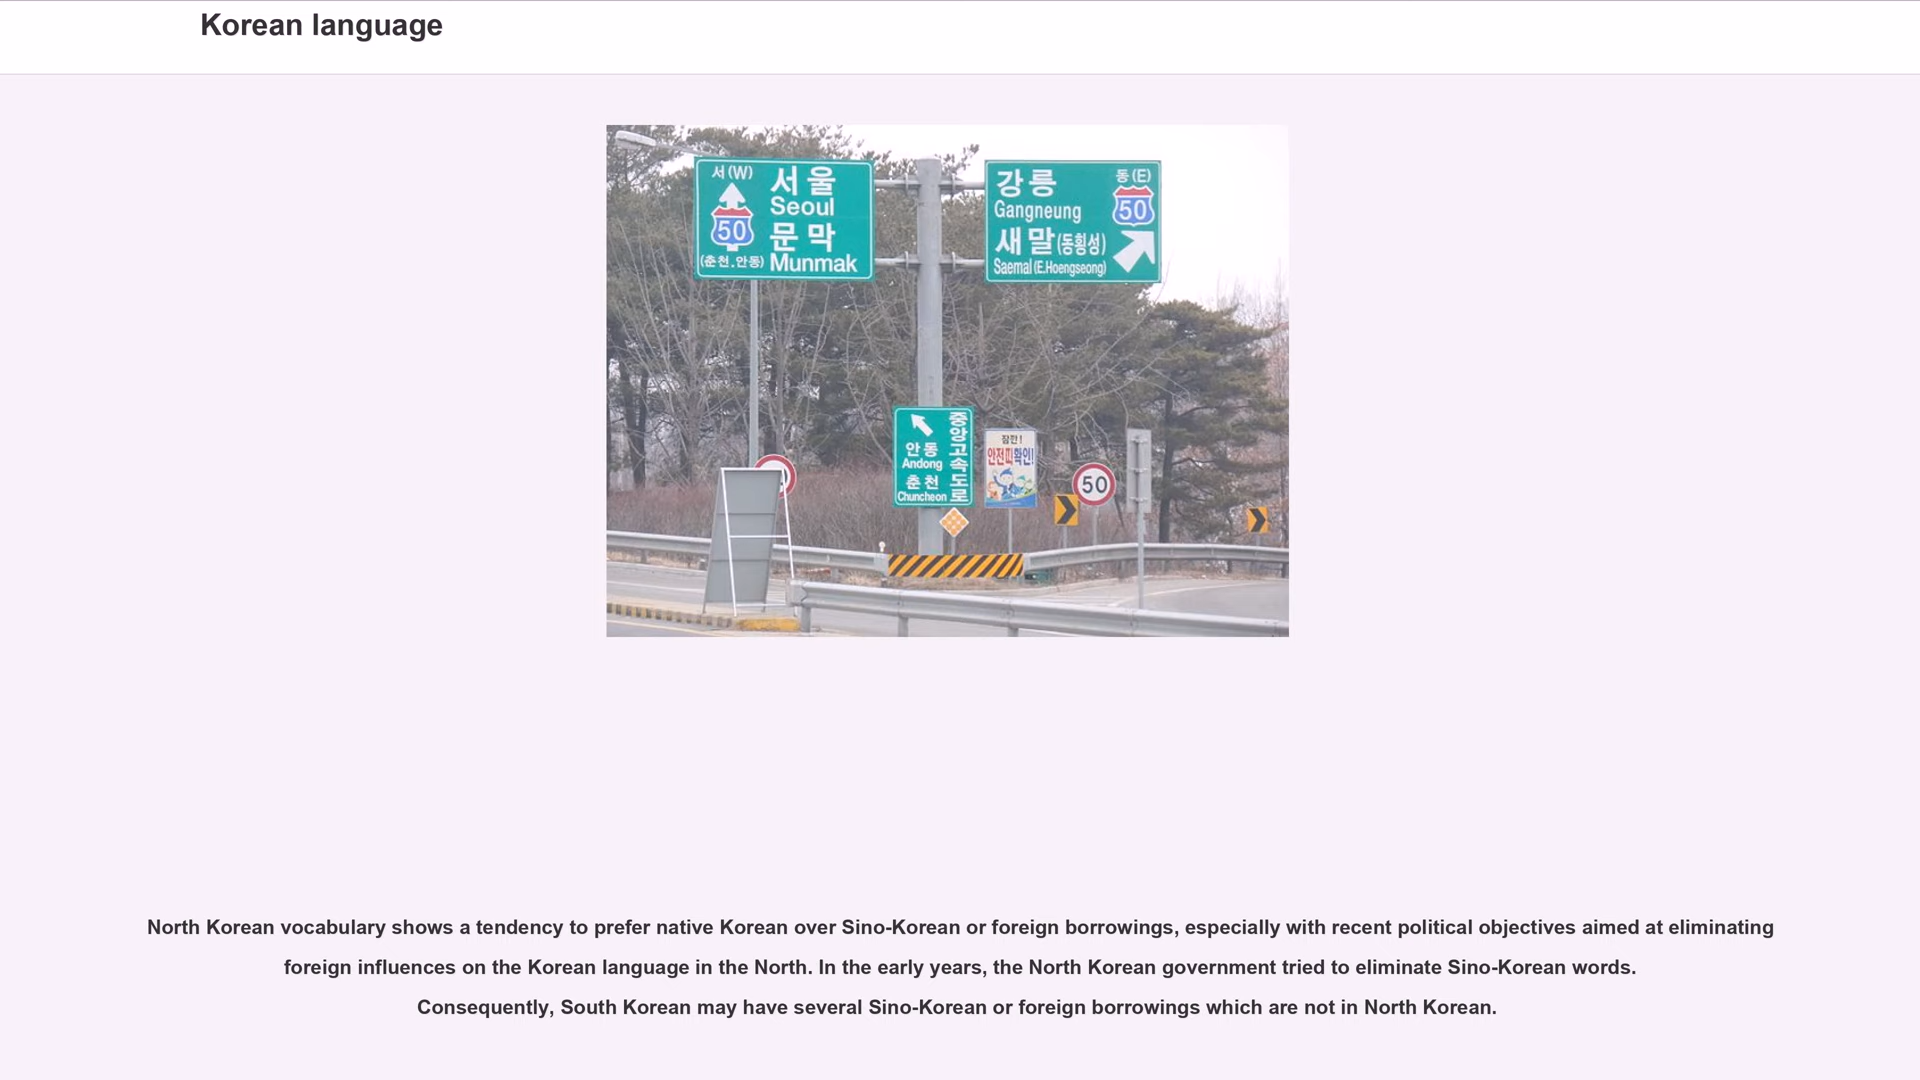 Korean language
서(W)
서울
Seoul
50
문막
(춘천.안동) Munmak
강릉
동(E)
Gangneung
50
새말(동횡성)
Saemal(E.Hoengseong)
중앙고속도로
안동
Andong
춘천
Chuncheon
잠깐!
안전띠확인!
50
North Korean vocabulary shows a tendency to prefer native Korean over Sino-Korean or foreign borrowings, especially with recent political objectives aimed at eliminating
foreign influences on the Korean language in the North. In the early years, the North Korean government tried to eliminate Sino-Korean words.
Consequently, South Korean may have several Sino-Korean or foreign borrowings which are not in North Korean.